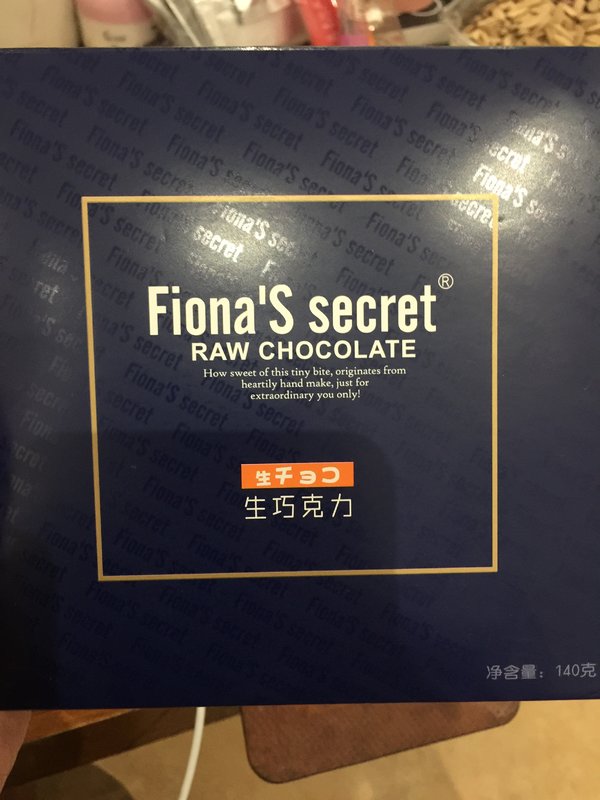 Fiona'S secret®
RAW CHOCOLATE
How sweet of this tiny bite, originates from
heartily hand make, just for
extraordinary you only!
生チョコ
生巧克力
净含量：140克